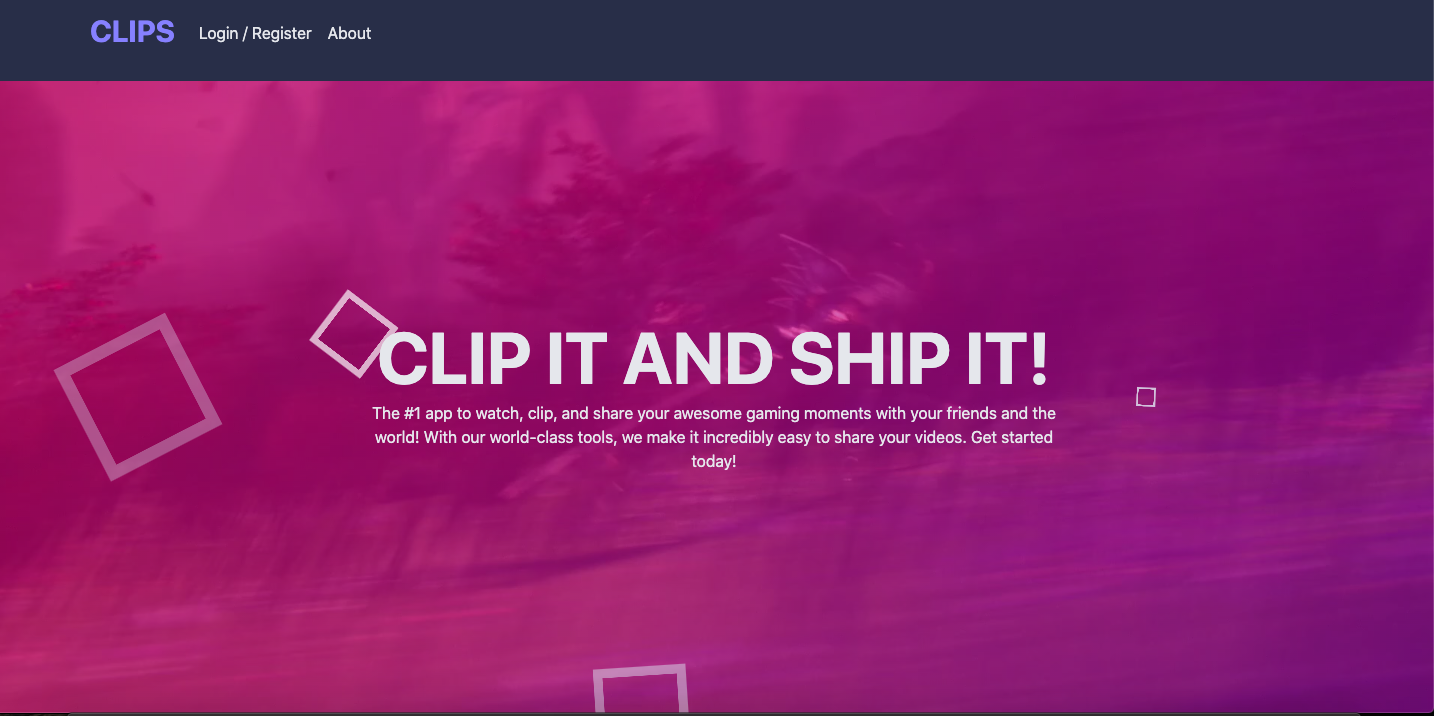 CLIPS Login / Register About
CLIP IT AND SHIP IT!
The #1 app to watch, clip, and share your awesome gaming moments with your friends and the
world! With our world-class tools, we make it incredibly easy to share your videos. Get started
today!